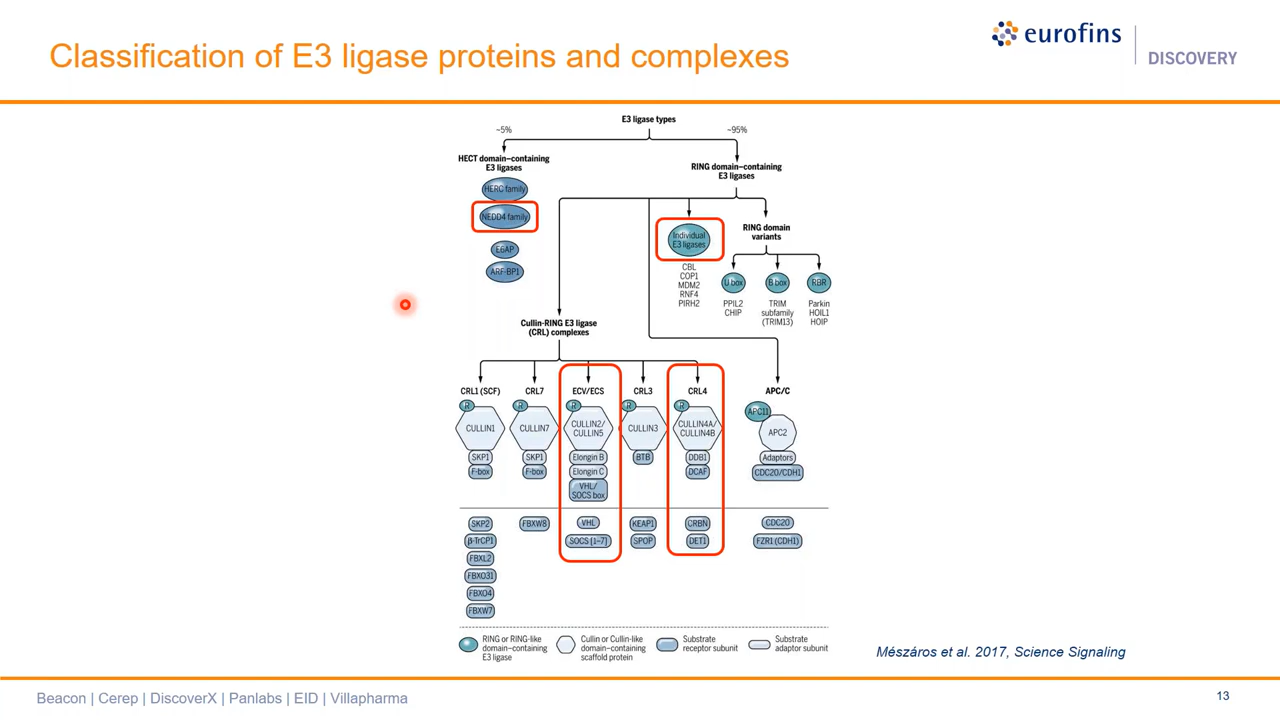 Classification of E3 ligase proteins and complexes
eurofins
DISCOVERY
E3 ligase types
~5%
~95%
HECT domain–containing
E3 ligases
HERC family
NEDD4 family
E6AP
ARF-BP1
RING domain–containing
E3 ligases
Individual
E3 ligases
CBL
COP1
MDM2
RNF4
PIRH2
RING domain
variants
U box
B box
RBR
PPIL2
CHIP
TRIM
subfamily
(TRIM13)
Parkin
HOIL1
HOIP
Cullin-RING E3 ligase
(CRL) complexes
CRL1 (SCF)
R
CULLIN1
SKP1
F-box
SKP2
β-TrCP1
FBXL2
FBXO31
FBXO4
FBXW7
CRL7
R
CULLIN7
SKP1
F-box
FBXW8
ECV/ECS
R
CULLIN2/
CULLIN5
Elongin B
Elongin C
VHL/
SOCS box
VHL
SOCS [1–7]
CRL3
R
CULLIN3
BTB
KEAP1
SPOP
CRL4
R
CULLIN4A/
CULLIN4B
DDB1
DCAF
CRBN
DET1
APC/C
APC11
APC2
Adaptors
CDC20/CDH1
CDC20
FZR1 (CDH1)
RING or RING-like
domain–containing
E3 ligase
Cullin or Cullin-like
domain–containing
scaffold protein
Substrate
receptor subunit
Substrate
adaptor subunit
Mészáros et al. 2017, Science Signaling
Beacon | Cerep | DiscoverX | Panlabs | EID | Villapharma
13